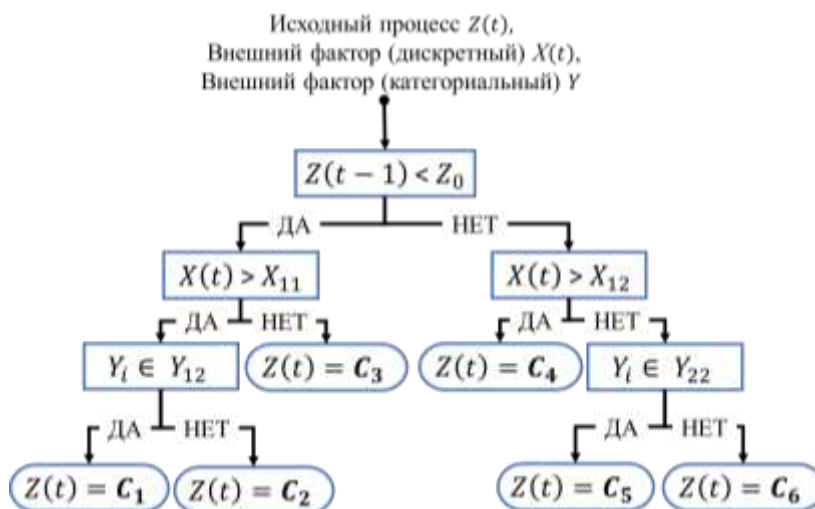 Исходный процесс Z(t),
Внешний фактор (дискретный) X(t),
Внешний фактор (категориальный) Y
Z(t − 1) < Z₀
ДА НЕТ
X(t) > X₁₁ X(t) > X₁₂
ДА НЕТ ДА НЕТ
Yᵢ ∈ Y₁₂ Z(t) = C₃ Z(t) = C₄ Yᵢ ∈ Y₂₂
ДА НЕТ ДА НЕТ
Z(t) = C₁ Z(t) = C₂ Z(t) = C₅ Z(t) = C₆